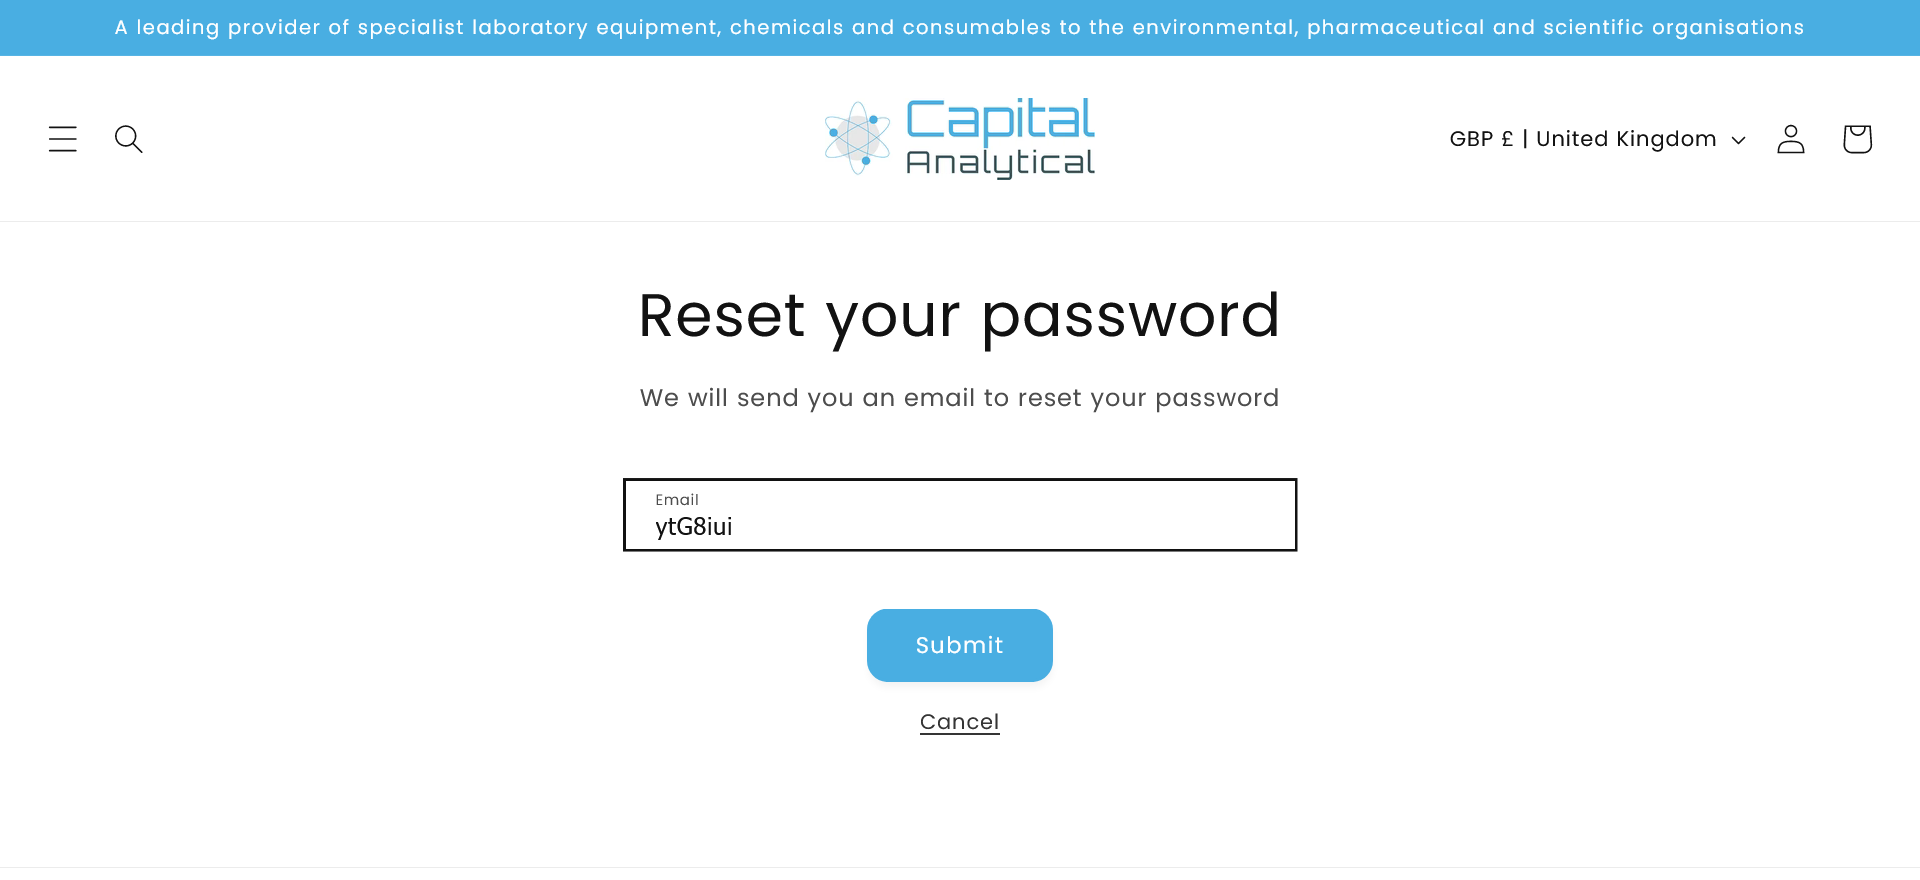 A leading provider of specialist laboratory equipment, chemicals and consumables to the environmental, pharmaceutical and scientific organisations
Capital
Analytical
GBP £ | United Kingdom
Reset your password
We will send you an email to reset your password
Email
ytG8iui
Submit
Cancel